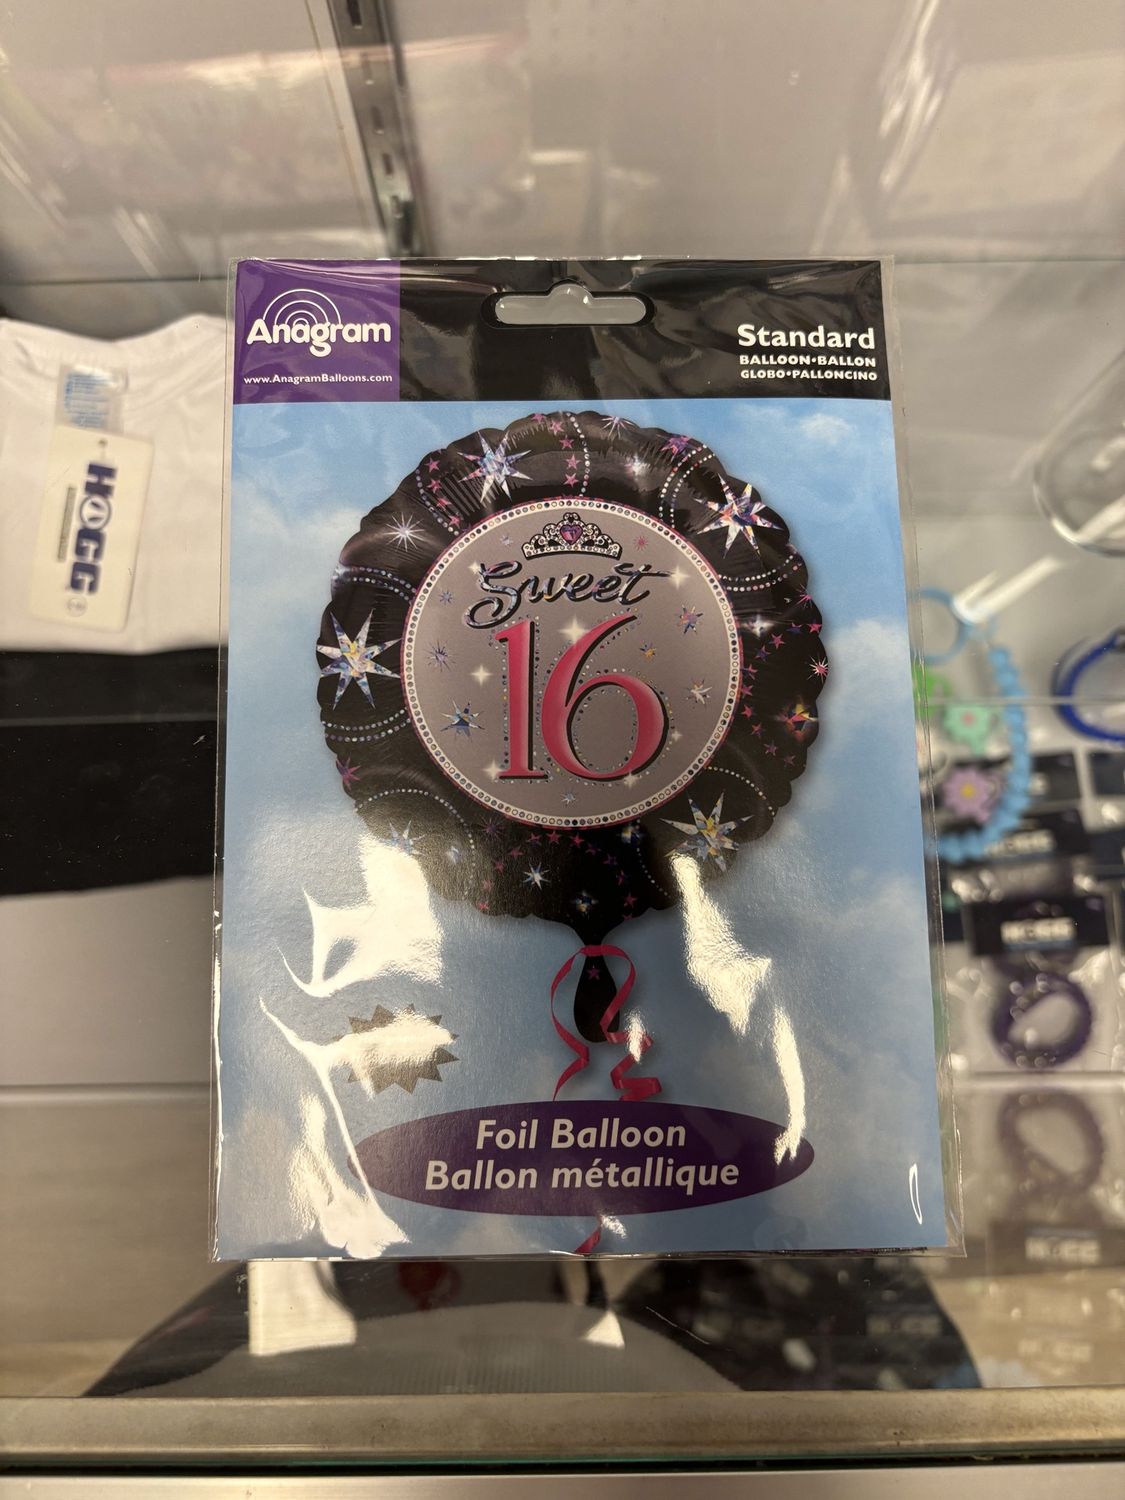 Anagram
www.AnagramBalloons.com
Standard
BALLOON•BALLON
GLOBO•PALLONCINO
Sweet
16
Foil Balloon
Ballon métallique
HOGG